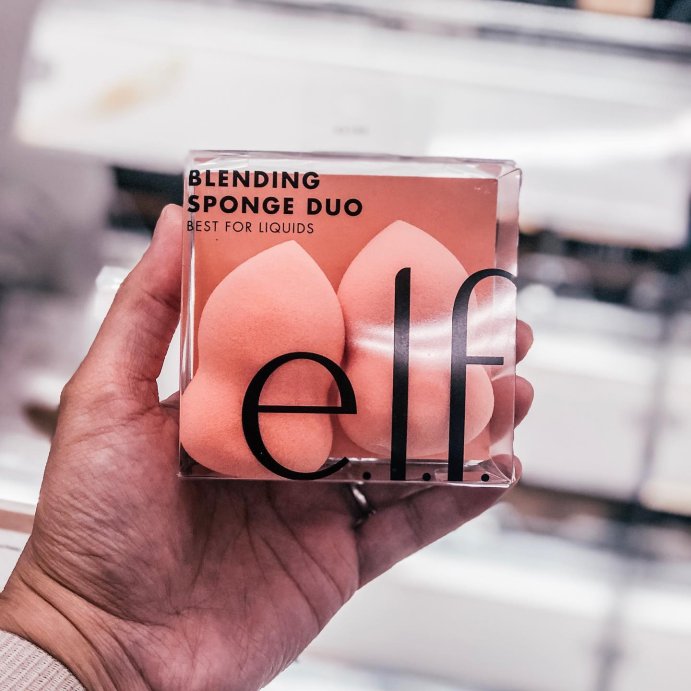 BLENDING
SPONGE DUO
BEST FOR LIQUIDS
e.l.f.